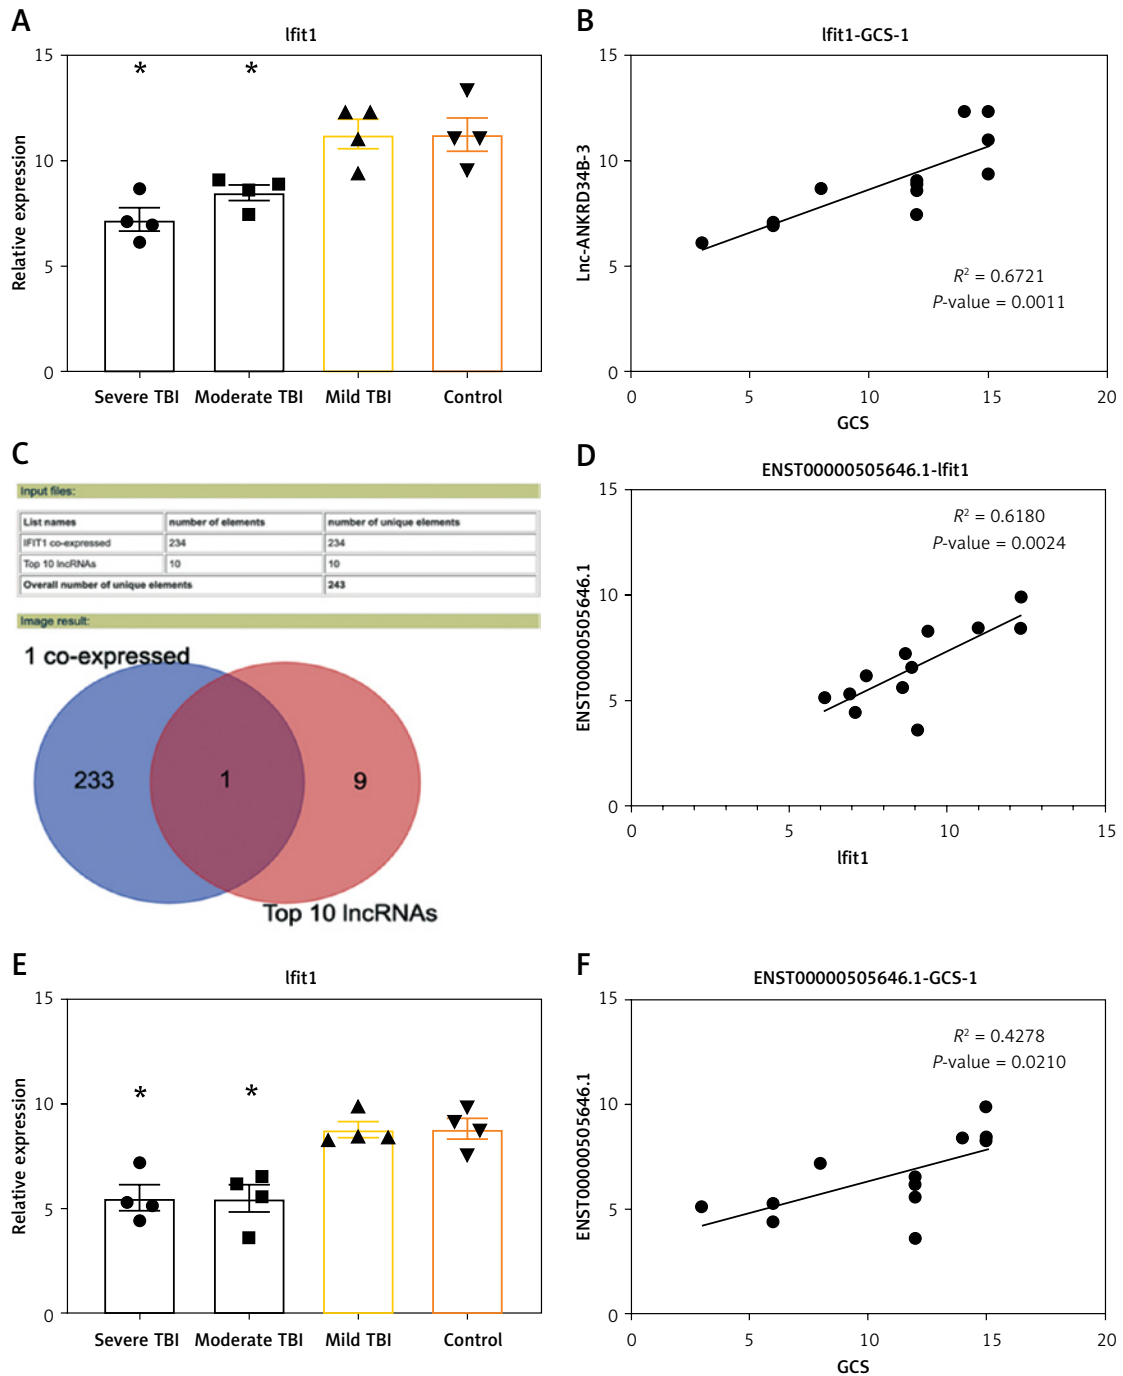 A
lfit1
15
10
5
0
Relative expression
*
*
Severe TBI
Moderate TBI
Mild TBI
Control
B
lfit1-GCS-1
15
10
5
0
Lnc-ANKRD34B-3
R² = 0.6721
P-value = 0.0011
0
5
10
15
20
GCS
C
Input files:
List names number of elements number of unique elements
IFIT1 co-expressed 234 234
Top 10 lncRNAs 10 10
Overall number of unique elements 243
Image result:
1 co-expressed
233
1
9
Top 10 lncRNAs
D
ENST00000505646.1-lfit1
15
10
5
0
ENST00000505646.1
R² = 0.6180
P-value = 0.0024
0
5
10
15
lfit1
E
lfit1
15
10
5
0
Relative expression
*
*
Severe TBI
Moderate TBI
Mild TBI
Control
F
ENST00000505646.1-GCS-1
15
10
5
0
ENST00000505646.1
R² = 0.4278
P-value = 0.0210
0
5
10
15
20
GCS